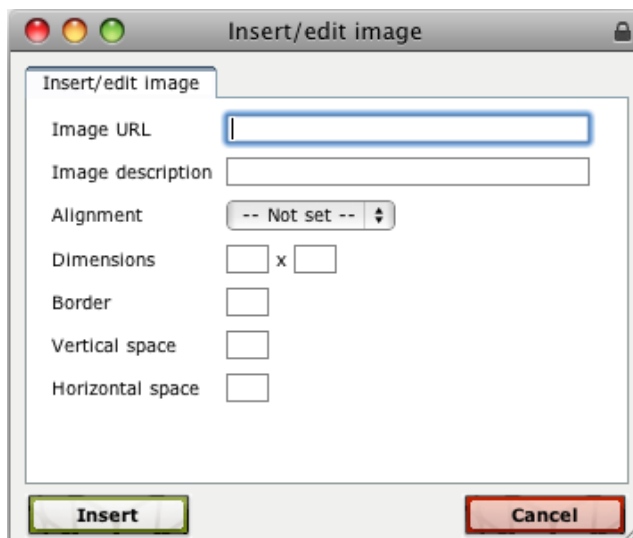 Insert/edit image
Insert/edit image
Image URL
Image description
Alignment -- Not set --
Dimensions x
Border
Vertical space
Horizontal space
Insert Cancel